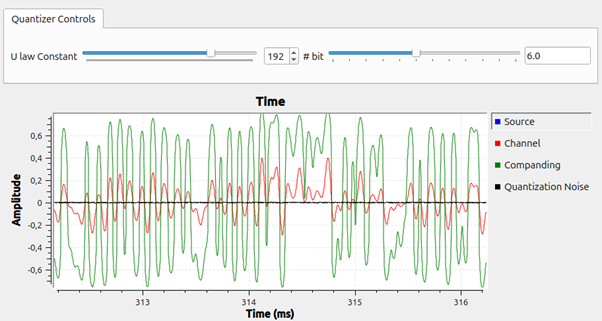 Quantizer Controls
U law Constant 192 # bit 6.0
Time
Source
Channel
Companding
Quantization Noise
Amplitude
0,6
0,4
0,2
0
-0,2
-0,4
-0,6
313 314 315 316
Time (ms)